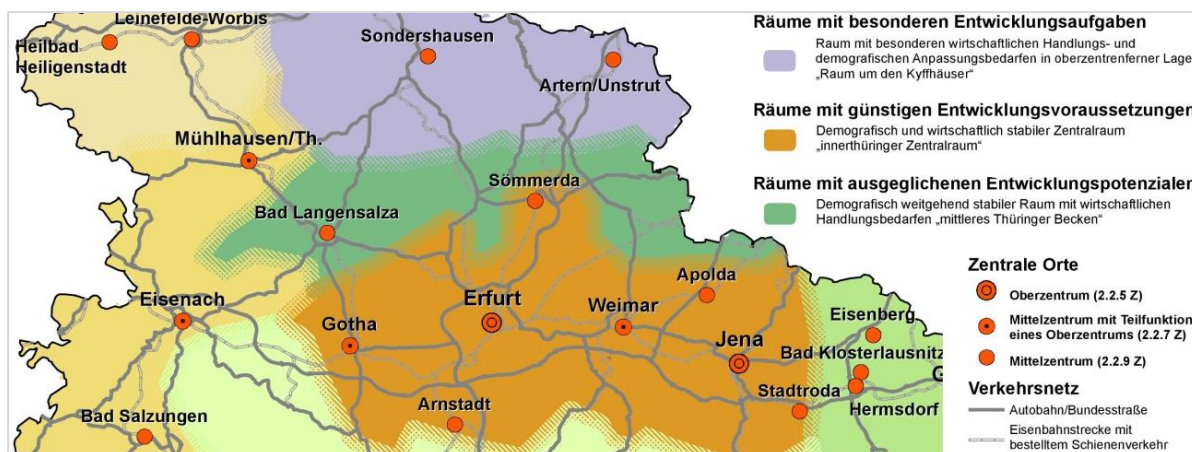 Leinefelde-Worbis
Heilbad
Heiligenstadt
Sondershausen
Artern/Unstrut
Mühlhausen/Th.
Sömmerda
Bad Langensalza
Apolda
Eisenach
Erfurt
Weimar
Gotha
Jena
Eisenberg
Bad Klosterlausnitz
G
Stadtroda
Hermsdorf
Arnstadt
Bad Salzungen
Räume mit besonderen Entwicklungsaufgaben
Raum mit besonderen wirtschaftlichen Handlungs- und
demografischen Anpassungsbedarfen in oberzentrenferner Lage
„Raum um den Kyffhäuser“
Räume mit günstigen Entwicklungsvoraussetzungen
Demografisch und wirtschaftlich stabiler Zentralraum
„innerthüringer Zentralraum“
Räume mit ausgeglichenen Entwicklungspotenzialen
Demografisch weitgehend stabiler Raum mit wirtschaftlichen
Handlungsbedarfen „mittleres Thüringer Becken“
Zentrale Orte
Oberzentrum (2.2.5 Z)
Mittelzentrum mit Teilfunktion
eines Oberzentrums (2.2.7 Z)
Mittelzentrum (2.2.9 Z)
Verkehrsnetz
Autobahn/Bundesstraße
Eisenbahnstrecke mit
bestelltem Schienenverkehr